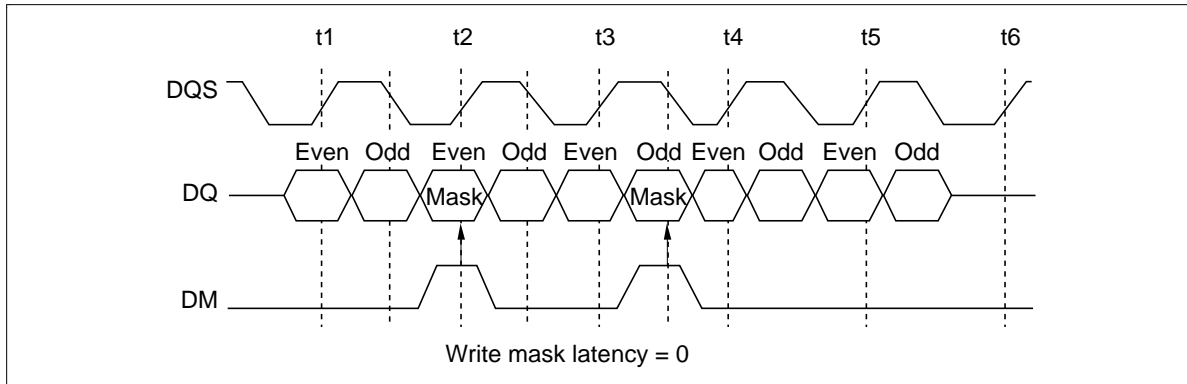 t1 t2 t3 t4 t5 t6
DQS
Even Odd Even Odd Even Odd Even Odd Even Odd
DQ Mask Mask
DM
Write mask latency = 0